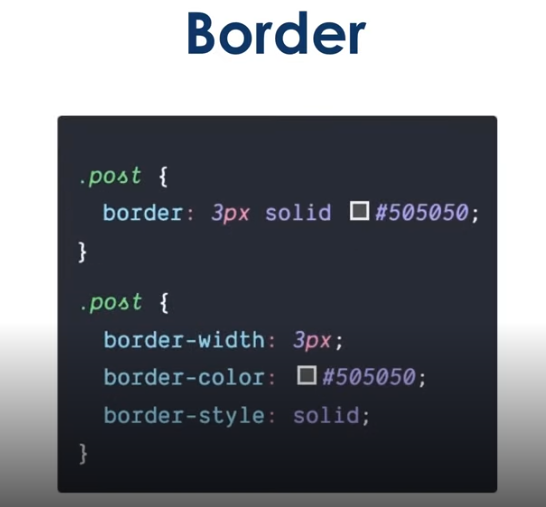 Border
.post {
border: 3px solid #505050;
}
.post {
border-width: 3px;
border-color: #505050;
border-style: solid;
}